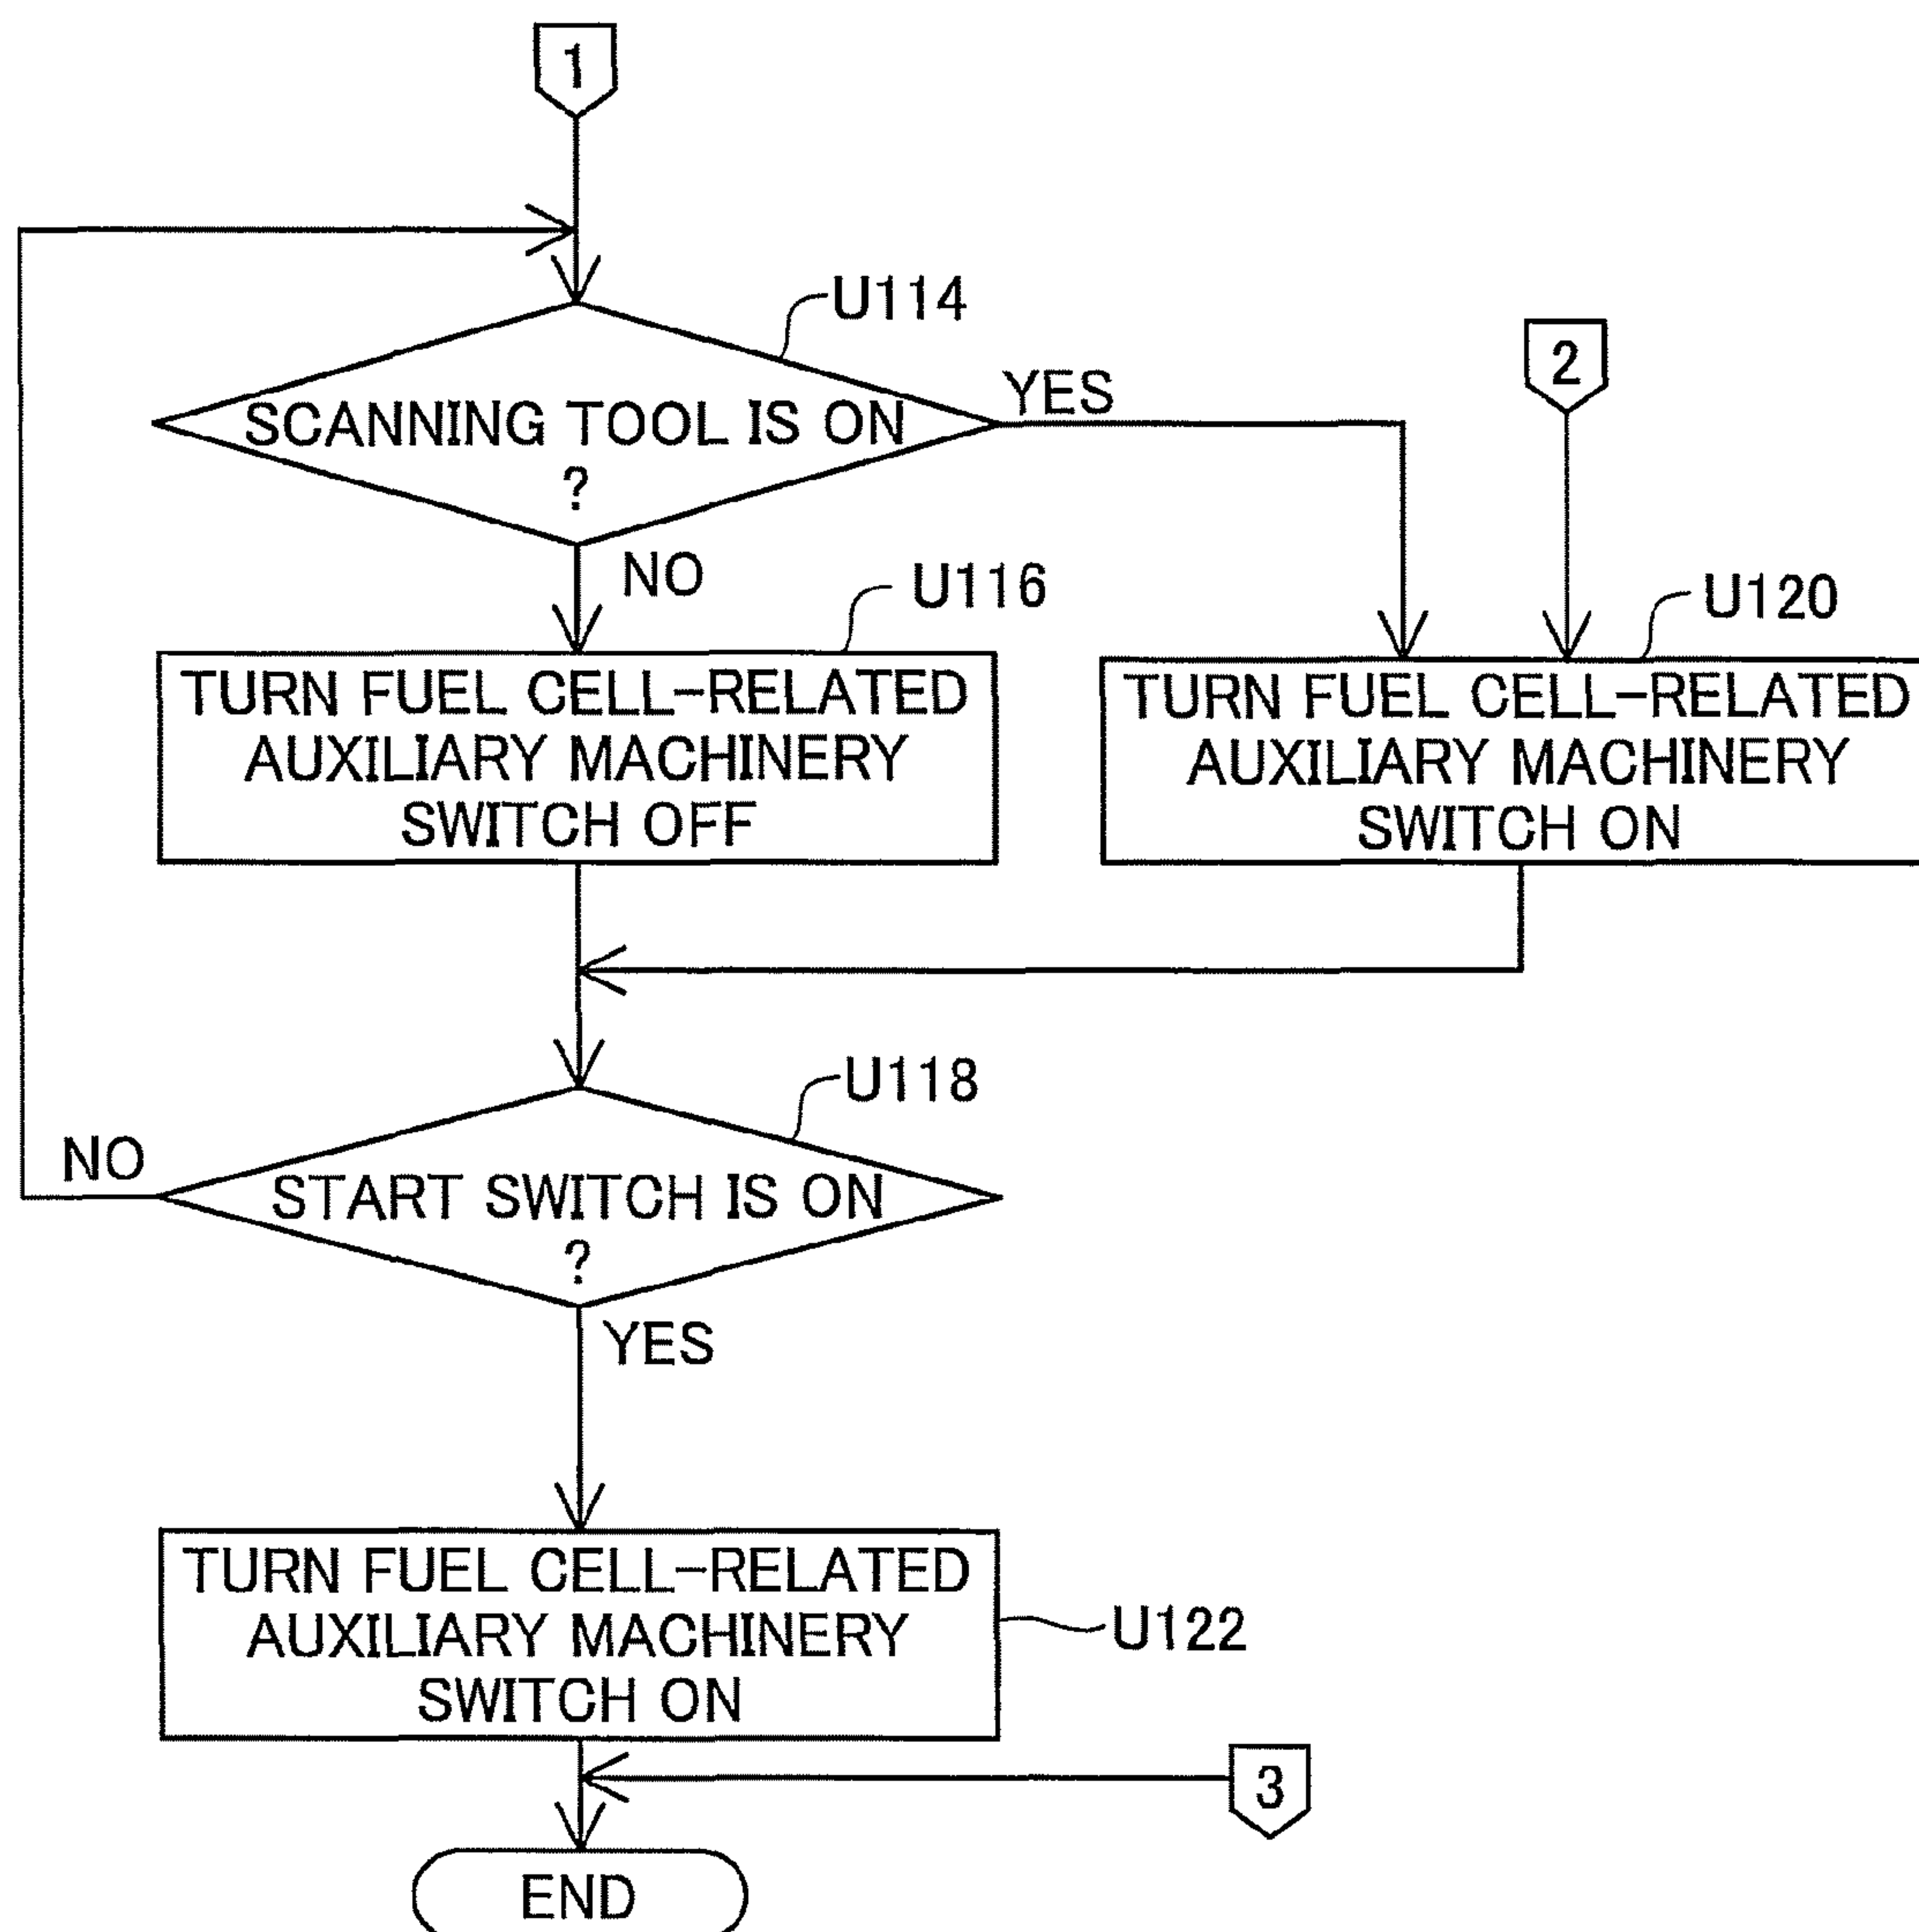 1
U114
SCANNING TOOL IS ON
?
YES
2
NO
U116
U120
TURN FUEL CELL-RELATED
AUXILIARY MACHINERY
SWITCH OFF
TURN FUEL CELL-RELATED
AUXILIARY MACHINERY
SWITCH ON
U118
NO
START SWITCH IS ON
?
YES
TURN FUEL CELL-RELATED
AUXILIARY MACHINERY
SWITCH ON
U122
3
END